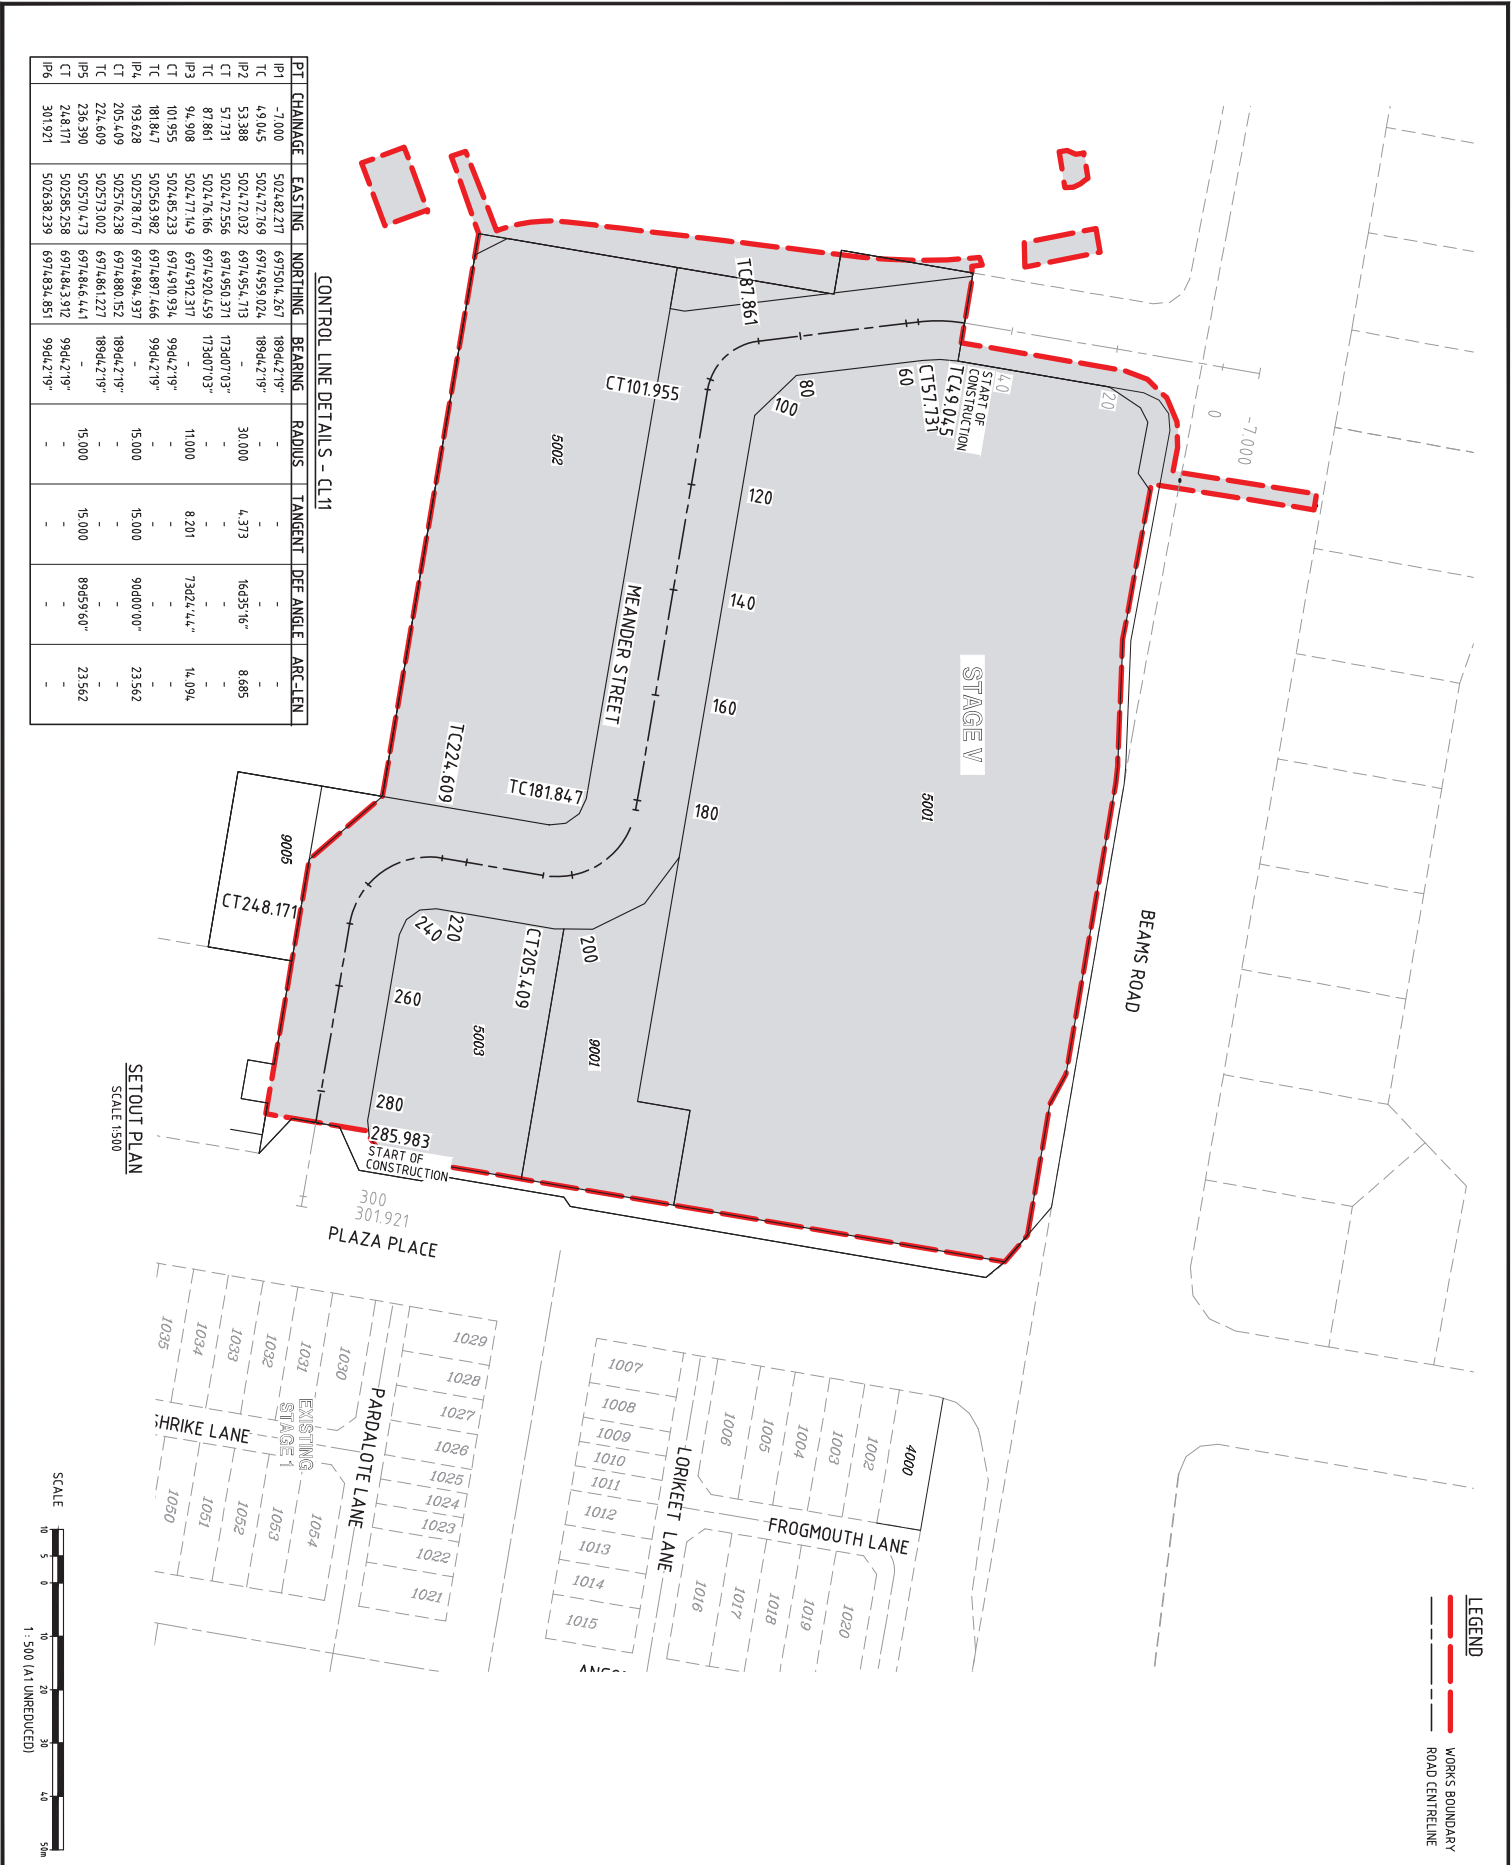 LEGEND
WORKS BOUNDARY
ROAD CENTRELINE
-7.000
0
20
40
START OF
CONSTRUCTION
TC49.045
CT57.731
60
80
TC87.861
100
CT101.955
120
140
160
180
TC181.847
200
CT205.409
220
TC224.609
240
CT248.171
260
280
285.983
START OF
CONSTRUCTION
300
301.921
STAGE V
5001
5002
5003
9001
9005
MEANDER STREET
BEAMS ROAD
PLAZA PLACE
4000
FROGMOUTH LANE
LORIKEET LANE
PARDALOTE LANE
SHRIKE LANE
EXISTING
STAGE 1
1002
1003
1004
1005
1006
1007
1008
1009
1010
1011
1012
1013
1014
1015
1016
1017
1018
1019
1020
1021
1022
1023
1024
1025
1026
1027
1028
1029
1030
1031
1032
1033
1034
1035
1050
1051
1052
1053
1054
CONTROL LINE DETAILS - CL11
PT CHAINAGE EASTING NORTHING BEARING RADIUS TANGENT DEF ANGLE ARC-LEN
IP1 -7.000 502482.217 6975014.267 189d42'19" - - - -
TC 49.045 502472.769 6974959.024 189d42'19" - - - -
IP2 53.388 502472.032 6974954.713 - 30.000 4.373 16d35'16" 8.685
CT 57.731 502472.556 6974950.371 173d07'03" - - - -
TC 87.861 502476.166 6974920.459 173d07'03" - - - -
IP3 94.908 502477.149 6974912.317 - 11.000 8.201 73d24'44" 14.094
CT 101.955 502485.233 6974910.934 99d42'19" - - - -
TC 181.847 502563.982 6974897.466 99d42'19" - - - -
IP4 193.628 502578.767 6974894.937 - 15.000 15.000 90d00'00" 23.562
CT 205.409 502576.238 6974880.152 189d42'19" - - - -
TC 224.609 502573.002 6974861.227 189d42'19" - - - -
IP5 236.390 502570.473 6974846.441 - 15.000 15.000 89d59'60" 23.562
CT 248.171 502585.258 6974843.912 99d42'19" - - - -
IP6 301.921 502638.239 6974834.851 99d42'19" - - - -
SETOUT PLAN
SCALE 1:500
SCALE
10 5 0 10 20 30 40 50m
1 : 500 (A1 UNREDUCED)